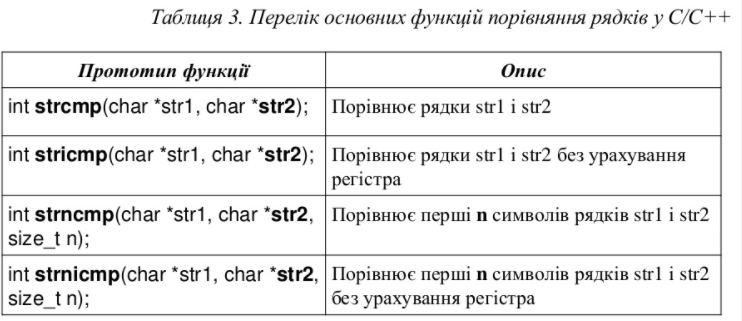 Таблиця 3. Перелік основних функцій порівняння рядків у C/C++
Прототип функції
Опис
int strcmp(char *str1, char *str2);
Порівнює рядки str1 і str2
int stricmp(char *str1, char *str2);
Порівнює рядки str1 і str2 без урахування
регістра
int strncmp(char *str1, char *str2,
size_t n);
Порівнює перші n символів рядків str1 і str2
int strnicmp(char *str1, char *str2,
size_t n);
Порівнює перші n символів рядків str1 і str2
без урахування регістра